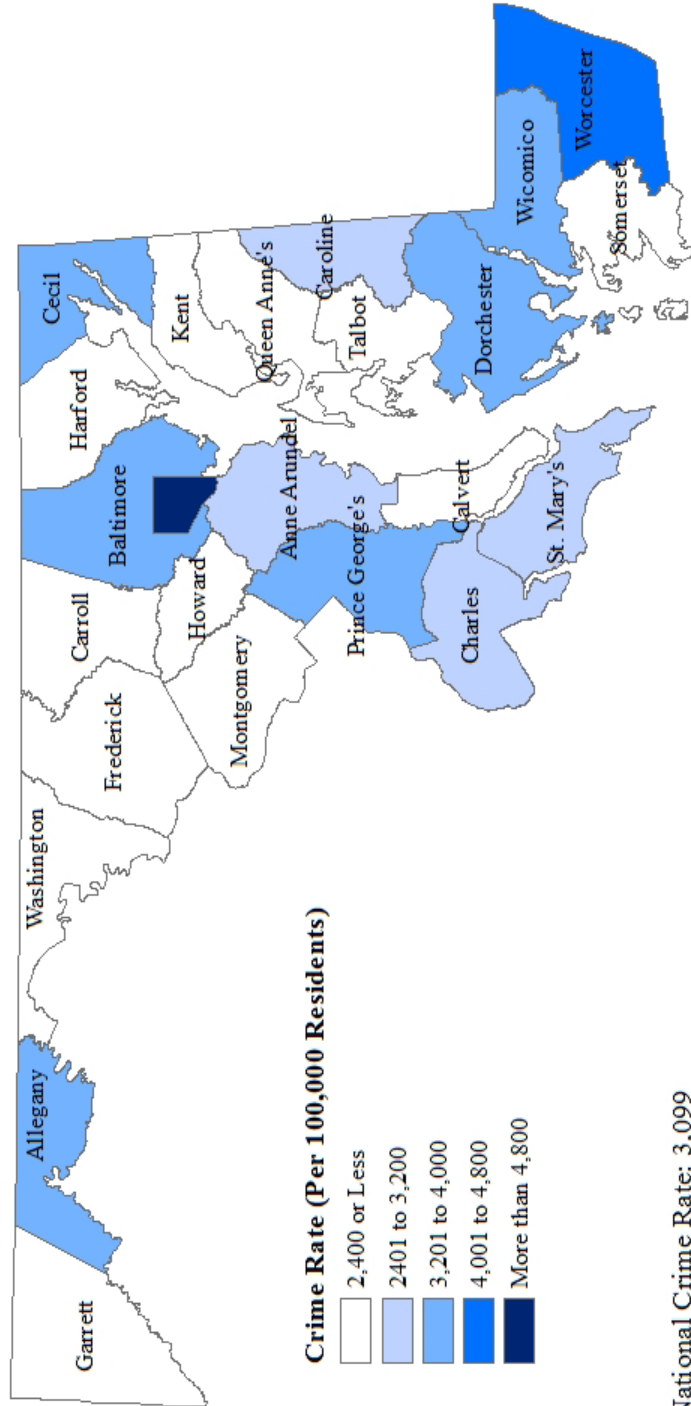 Cecil
Harford
Baltimore
Carroll
Frederick
Washington
Allegany
Garrett
Kent
Queen Anne's
Caroline
Talbot
Howard
Montgomery
Anne Arundel
Prince George's
Calvert
Charles
St. Mary's
Dorchester
Wicomico
Worcester
Somerset
Crime Rate (Per 100,000 Residents)
2,400 or Less
2401 to 3,200
3,201 to 4,000
4,001 to 4,800
More than 4,800
National Crime Rate: 3,099